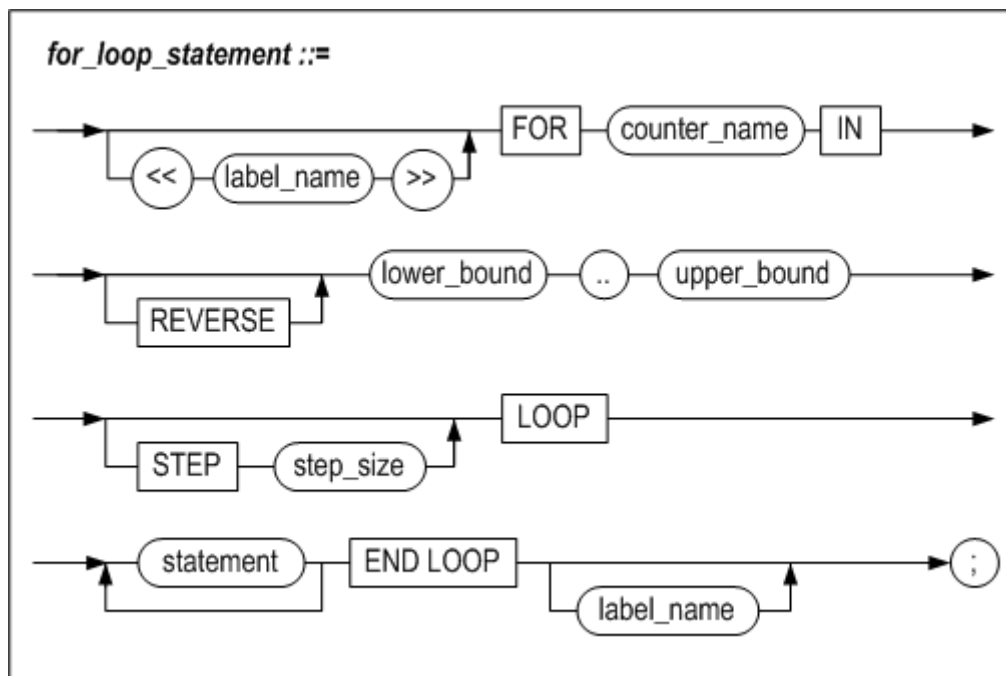 for_loop_statement ::=
FOR counter_name IN
<< label_name >>
lower_bound .. upper_bound
REVERSE
LOOP
STEP step_size
statement END LOOP ;
label_name